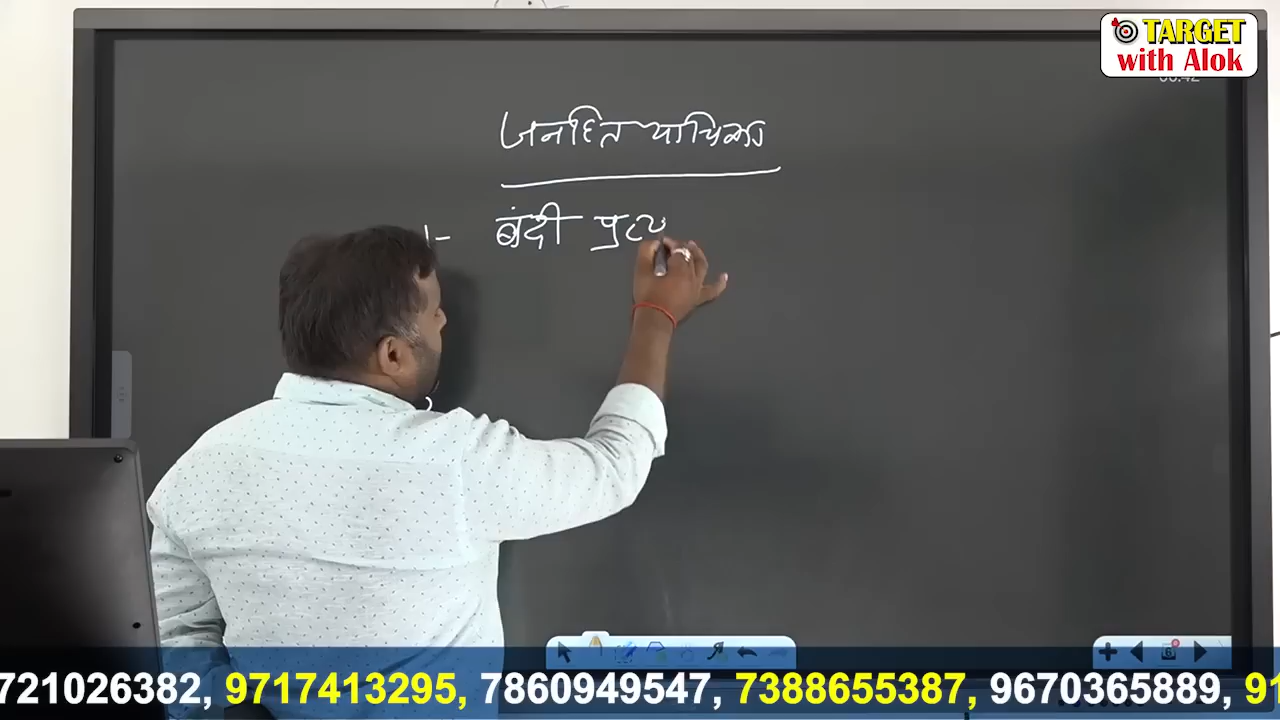 TARGET
with Alok
जनहित याचिका
1- बंदी प्रत्य
721026382, 9717413295, 7860949547, 7388655387, 9670365889, 91